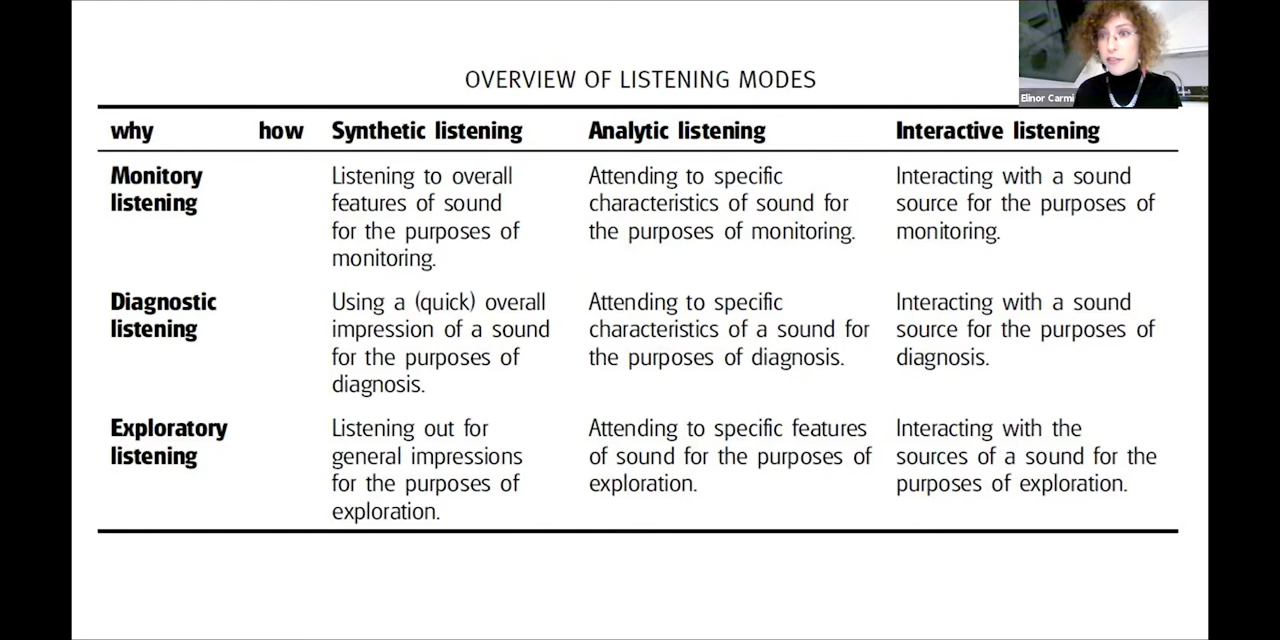 OVERVIEW OF LISTENING MODES
Elinor Carmi
why how Synthetic listening Analytic listening Interactive listening
Monitory listening
Listening to overall
features of sound
for the purposes of
monitoring.
Attending to specific
characteristics of sound for
the purposes of monitoring.
Interacting with a sound
source for the purposes of
monitoring.
Diagnostic listening
Using a (quick) overall
impression of a sound
for the purposes of
diagnosis.
Attending to specific
characteristics of a sound for
the purposes of diagnosis.
Interacting with a sound
source for the purposes of
diagnosis.
Exploratory listening
Listening out for
general impressions
for the purposes of
exploration.
Attending to specific features
of sound for the purposes of
exploration.
Interacting with the
sources of a sound for the
purposes of exploration.